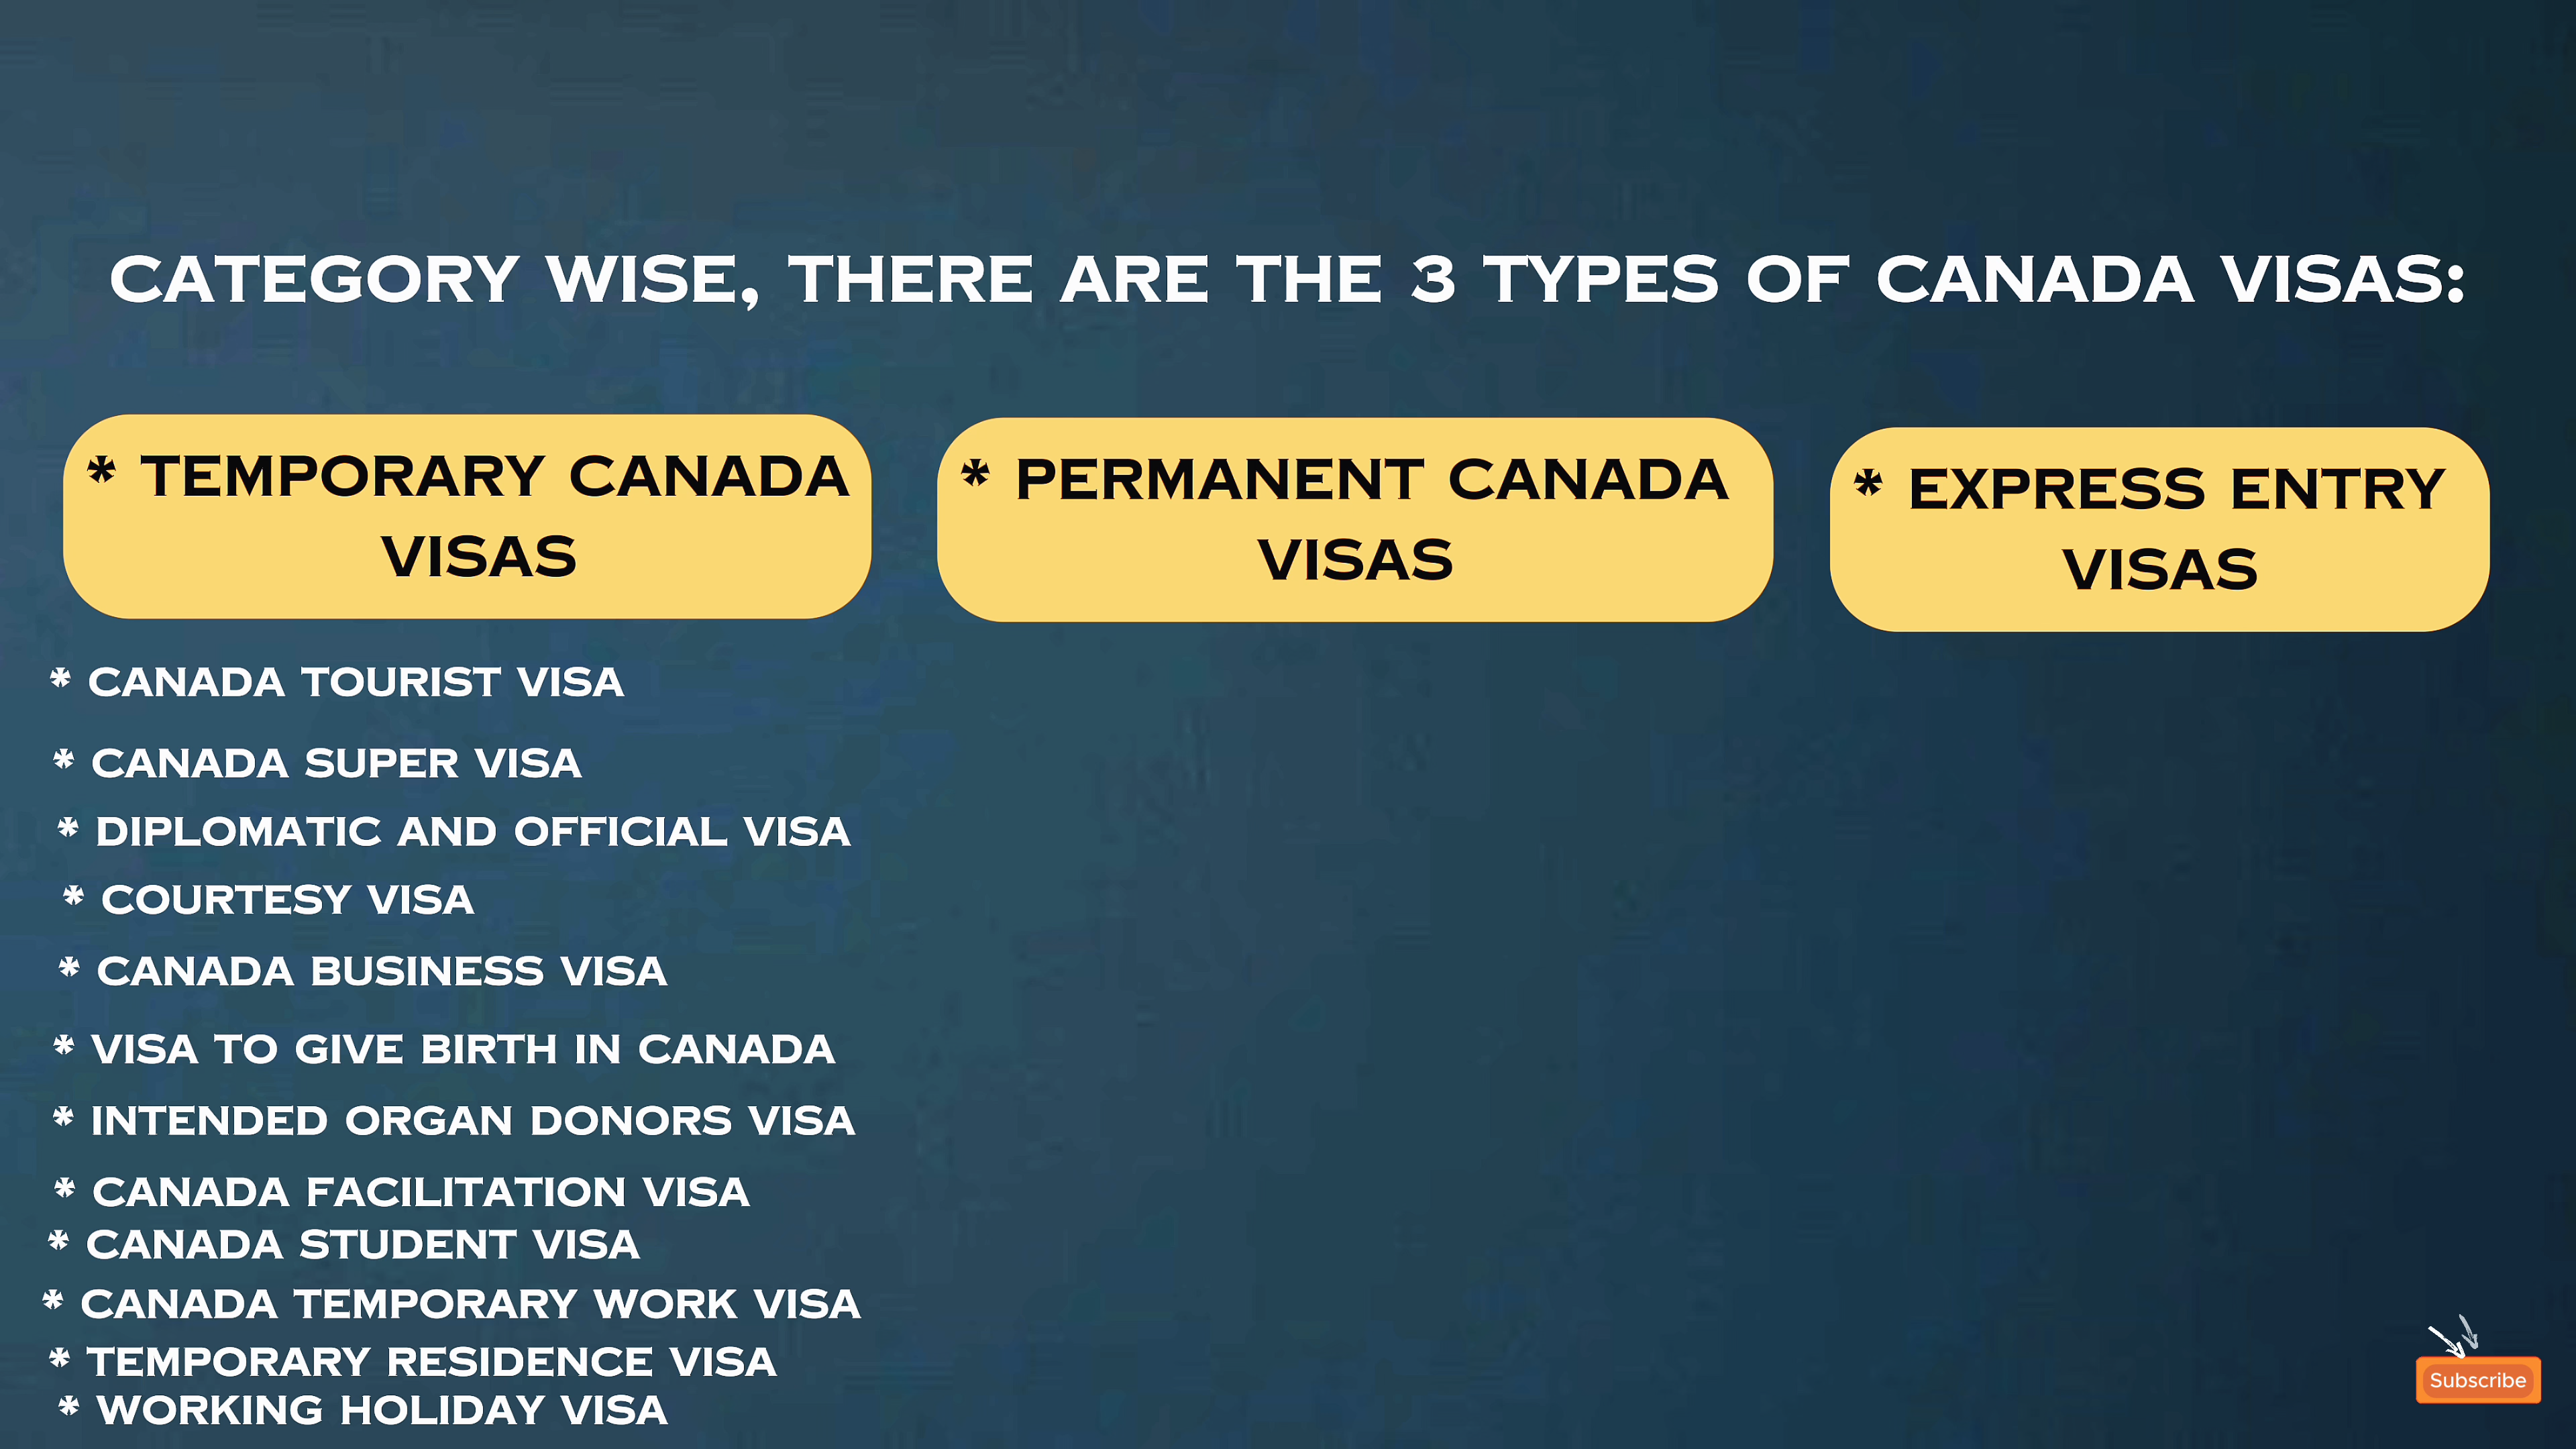 CATEGORY WISE, THERE ARE THE 3 TYPES OF CANADA VISAS:
* TEMPORARY CANADA
VISAS
* PERMANENT CANADA
VISAS
* EXPRESS ENTRY
VISAS
* CANADA TOURIST VISA
* CANADA SUPER VISA
* DIPLOMATIC AND OFFICIAL VISA
* COURTESY VISA
* CANADA BUSINESS VISA
* VISA TO GIVE BIRTH IN CANADA
* INTENDED ORGAN DONORS VISA
* CANADA FACILITATION VISA
* CANADA STUDENT VISA
* CANADA TEMPORARY WORK VISA
* TEMPORARY RESIDENCE VISA
* WORKING HOLIDAY VISA
Subscribe